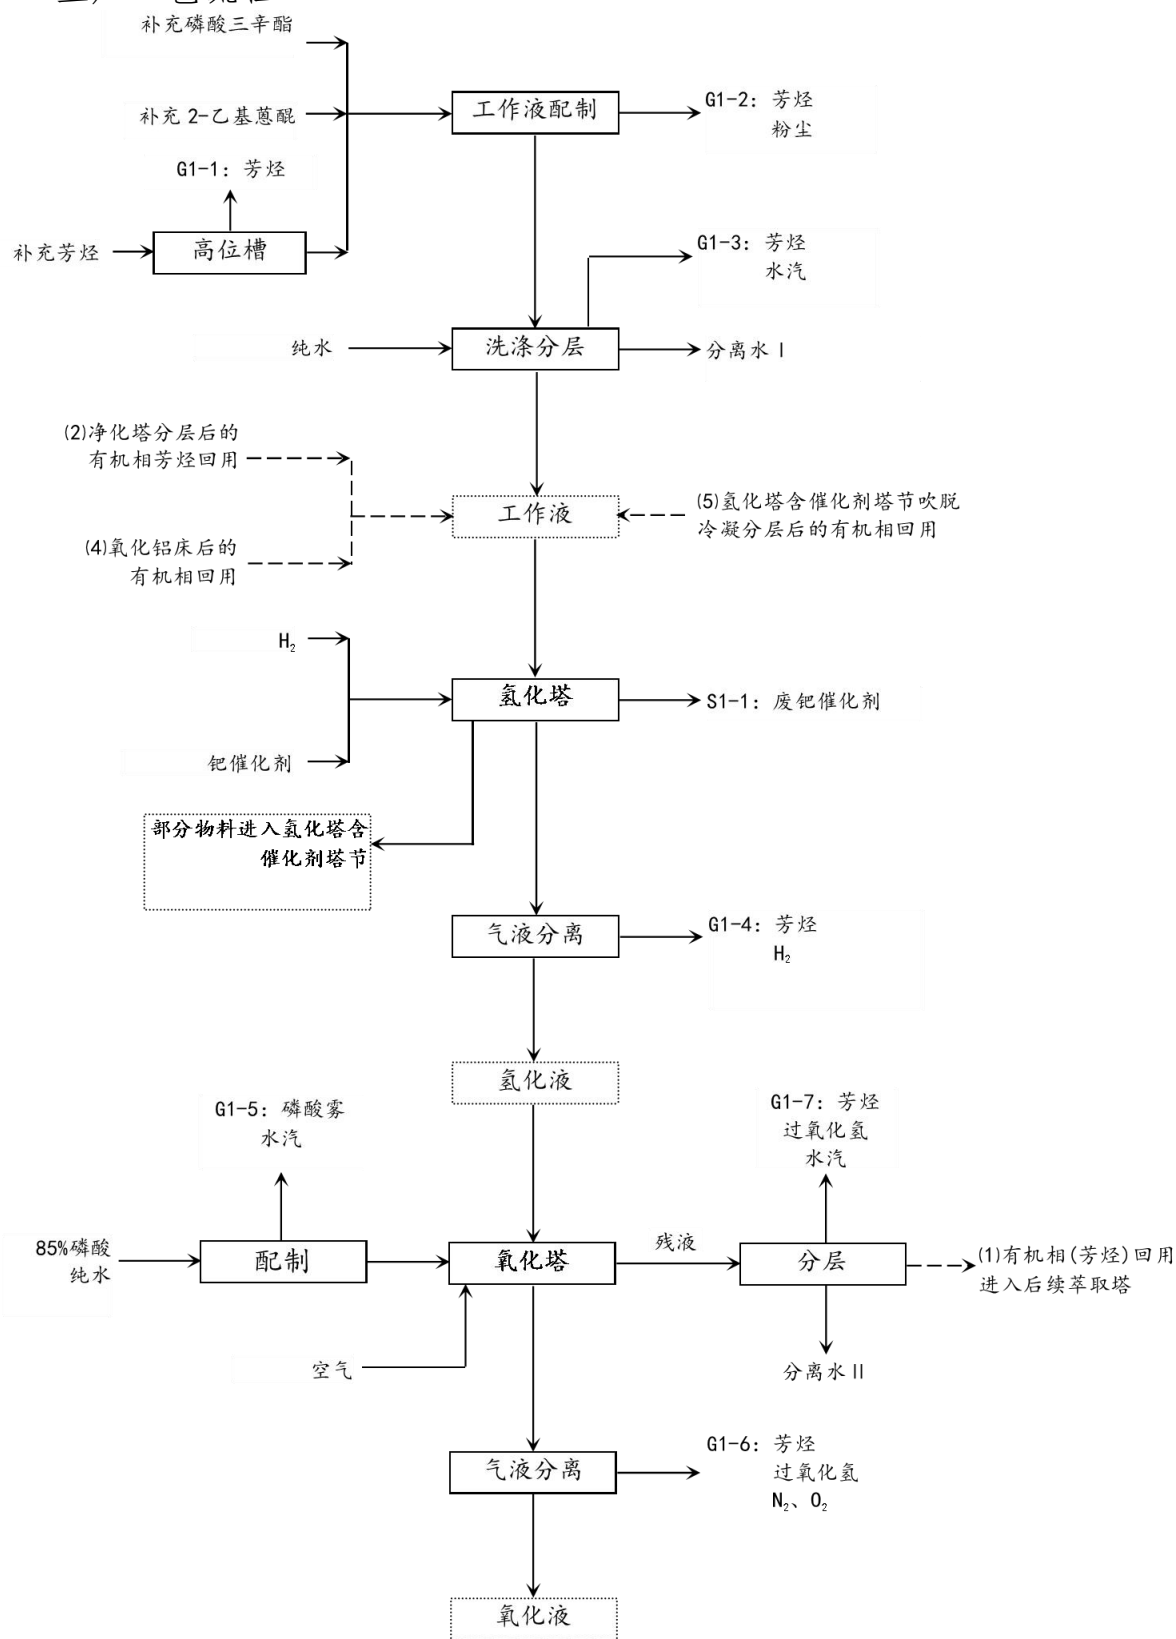 补充磷酸三辛酯
补充2-乙基蒽醌
工作液配制
G1-2: 芳烃
粉尘
G1-1: 芳烃
补充芳烃
高位槽
G1-3: 芳烃
水汽
纯水
洗涤分层
分离水Ⅰ
(2)净化塔分层后的
有机相芳烃回用
工作液
(5)氢化塔含催化剂塔节吹脱
冷凝分层后的有机相回用
(4)氧化铝床后的
有机相回用
H₂
氢化塔
S1-1: 废钯催化剂
钯催化剂
部分物料进入氢化塔含
催化剂塔节
气液分离
G1-4: 芳烃
H₂
氢化液
G1-5: 磷酸雾
水汽
G1-7: 芳烃
过氧化氢
水汽
85%磷酸
纯水
配制
氧化塔
残液
分层
(1)有机相(芳烃)回用
进入后续萃取塔
空气
分离水II
气液分离
G1-6: 芳烃
过氧化氢
N₂、O₂
氧化液